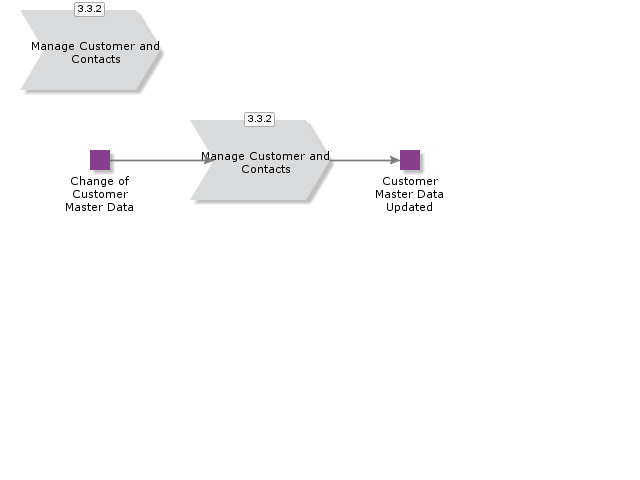 3.3.2
Manage Customer and
Contacts
3.3.2
Manage Customer and
Contacts
Change of
Customer
Master Data
Customer
Master Data
Updated